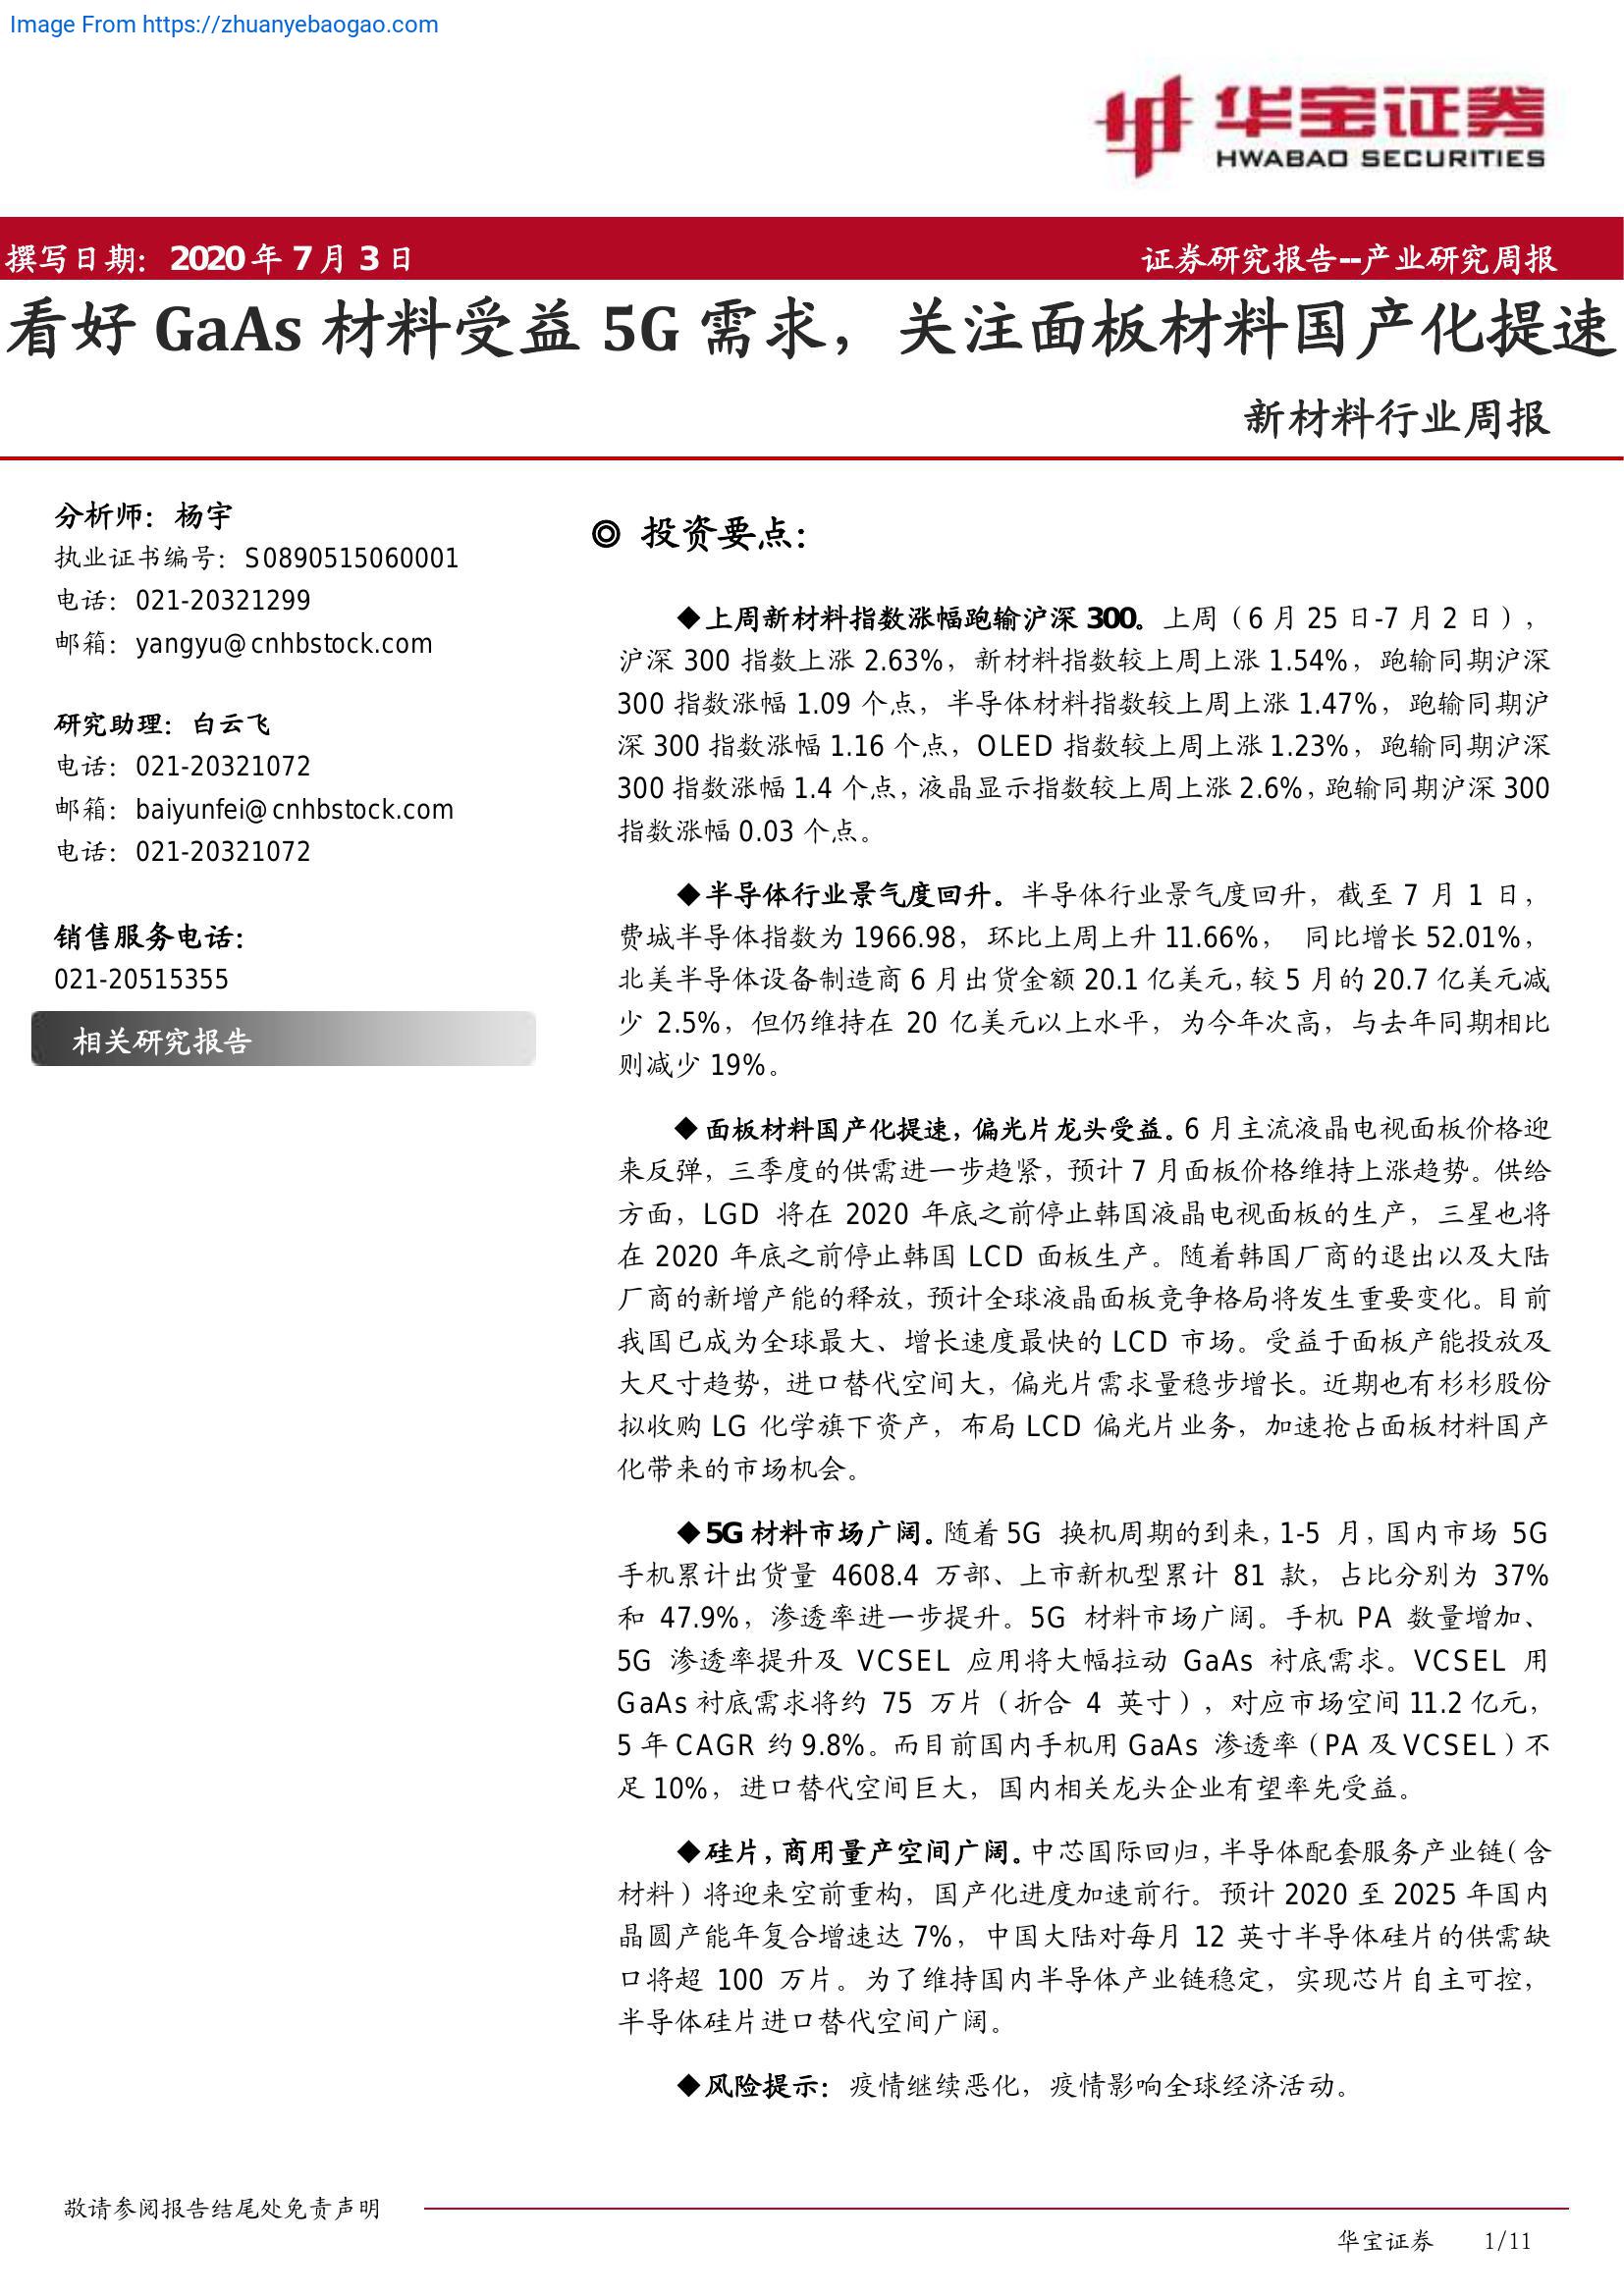 Image From https://zhuanyebaogao.com
华宝证券
HWABAO SECURITIES
撰写日期：2020 年 7 月 3 日
证券研究报告--产业研究周报
看好 GaAs 材料受益 5G 需求，关注面板材料国产化提速
新材料行业周报
分析师：杨宇
执业证书编号：S0890515060001
电话：021-20321299
邮箱：yangyu@cnhbstock.com
研究助理：白云飞
电话：021-20321072
邮箱：baiyunfei@cnhbstock.com
电话：021-20321072
销售服务电话：
021-20515355
相关研究报告
◎ 投资要点：
◆上周新材料指数涨幅跑输沪深 300。上周（6 月 25 日-7 月 2 日），
沪深 300 指数上涨 2.63%，新材料指数较上周上涨 1.54%，跑输同期沪深
300 指数涨幅 1.09 个点，半导体材料指数较上周上涨 1.47%，跑输同期沪
深 300 指数涨幅 1.16 个点，OLED 指数较上周上涨 1.23%，跑输同期沪深
300 指数涨幅 1.4 个点，液晶显示指数较上周上涨 2.6%，跑输同期沪深 300
指数涨幅 0.03 个点。
◆半导体行业景气度回升。半导体行业景气度回升，截至 7 月 1 日，
费城半导体指数为 1966.98，环比上周上升 11.66%， 同比增长 52.01%，
北美半导体设备制造商 6 月出货金额 20.1 亿美元，较 5 月的 20.7 亿美元减
少 2.5%，但仍维持在 20 亿美元以上水平，为今年次高，与去年同期相比
则减少 19%。
◆面板材料国产化提速，偏光片龙头受益。6 月主流液晶电视面板价格迎
来反弹，三季度的供需进一步趋紧，预计 7 月面板价格维持上涨趋势。供给
方面，LGD 将在 2020 年底之前停止韩国液晶电视面板的生产，三星也将
在 2020 年底之前停止韩国 LCD 面板生产。随着韩国厂商的退出以及大陆
厂商的新增产能的释放，预计全球液晶面板竞争格局将发生重要变化。目前
我国已成为全球最大、增长速度最快的 LCD 市场。受益于面板产能投放及
大尺寸趋势，进口替代空间大，偏光片需求量稳步增长。近期也有杉杉股份
拟收购 LG 化学旗下资产，布局 LCD 偏光片业务，加速抢占面板材料国产
化带来的市场机会。
◆5G 材料市场广阔。随着 5G 换机周期的到来，1-5 月，国内市场 5G
手机累计出货量 4608.4 万部、上市新机型累计 81 款，占比分别为 37%
和 47.9%，渗透率进一步提升。5G 材料市场广阔。手机 PA 数量增加、
5G 渗透率提升及 VCSEL 应用将大幅拉动 GaAs 衬底需求。VCSEL 用
GaAs 衬底需求将约 75 万片（折合 4 英寸），对应市场空间 11.2 亿元，
5 年 CAGR 约 9.8%。而目前国内手机用 GaAs 渗透率（PA 及 VCSEL）不
足 10%，进口替代空间巨大，国内相关龙头企业有望率先受益。
◆硅片，商用量产空间广阔。中芯国际回归，半导体配套服务产业链（含
材料）将迎来空前重构，国产化进度加速前行。预计 2020 至 2025 年国内
晶圆产能年复合增速达 7%，中国大陆对每月 12 英寸半导体硅片的供需缺
口将超 100 万片。为了维持国内半导体产业链稳定，实现芯片自主可控，
半导体硅片进口替代空间广阔。
◆风险提示：疫情继续恶化，疫情影响全球经济活动。
敬请参阅报告结尾处免责声明
华宝证券 1/11